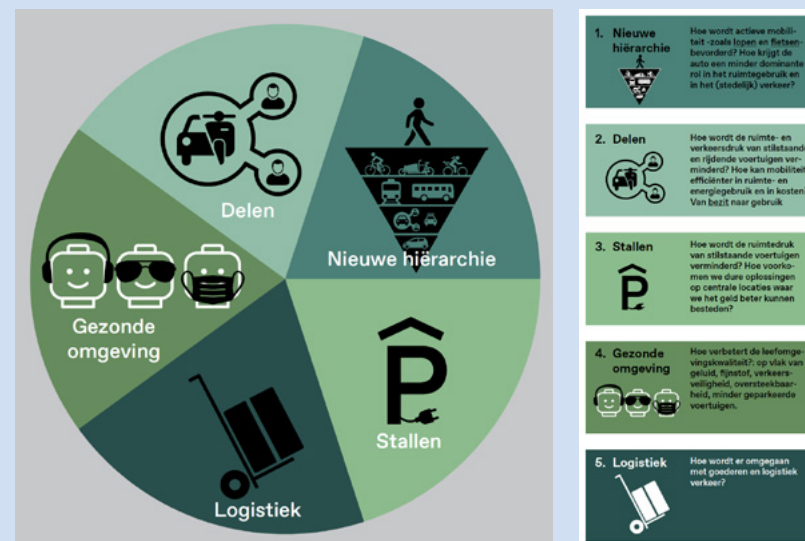 Delen
Nieuwe hiërarchie
Gezonde
omgeving
Stallen
Logistiek
1. Nieuwe
hiërarchie
Hoe wordt actieve mobili-
teit -zoals lopen en fietsen-
bevorderd? Hoe krijgt de
auto een minder dominante
rol in het ruimtegebruik en
in het (stedelijk) verkeer?
2. Delen
Hoe wordt de ruimte- en
verkeersdruk van stilstaande
en rijdende voertuigen ver-
minderd? Hoe kan mobiliteit
efficiënter in ruimte- en
energiegebruik en in kosten
Van bezit naar gebruik
3. Stallen
Hoe wordt de ruimtedruk
van stilstaande voertuigen
verminderd? Hoe voorko-
men we dure oplossingen
op centrale locaties waar
we het geld beter kunnen
besteden?
P
4. Gezonde
omgeving
Hoe verbetert de leefomge-
vingskwaliteit?: op vlak van
geluid, fijnstof, verkeers-
veiligheid, oversteekbaar-
heid, minder geparkeerde
voertuigen.
5. Logistiek
Hoe wordt er omgegaan
met goederen en logistiek
verkeer?